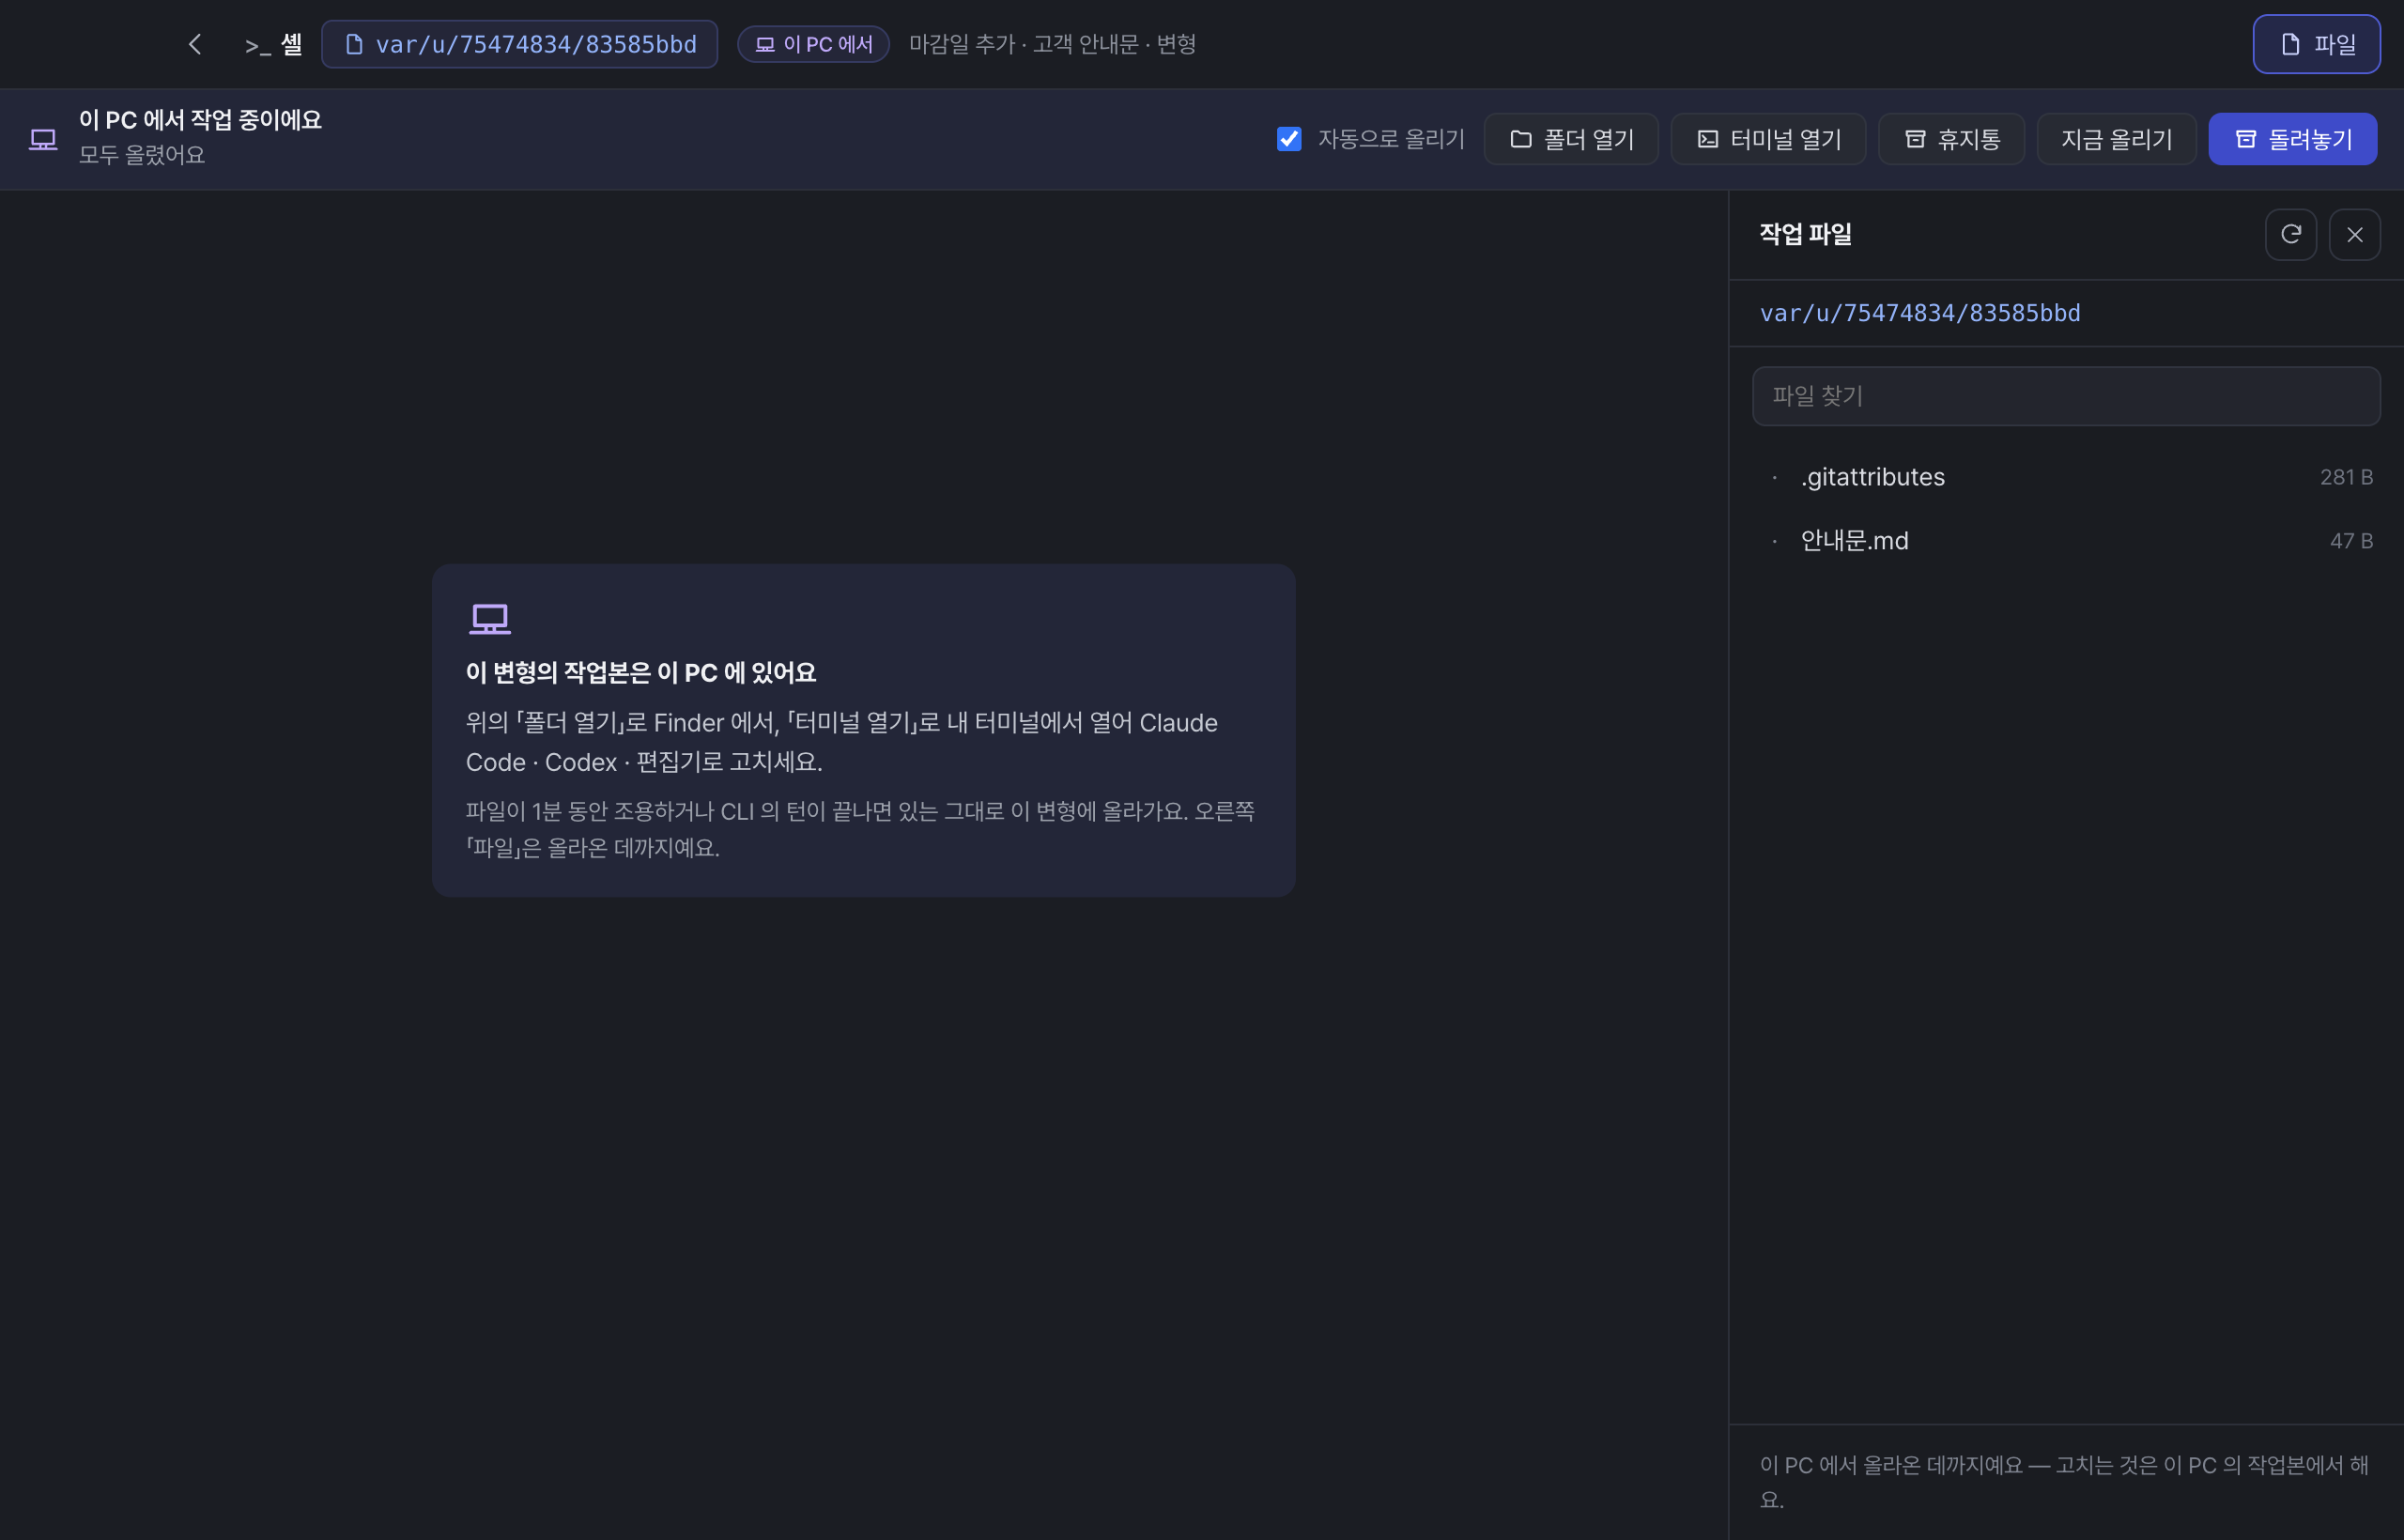 >_ 셸 var/u/75474834/83585bbd 이 PC 에서 마감일 추가 · 고객 안내문 · 변형 파일
이 PC 에서 작업 중이에요
모두 올렸어요
자동으로 올리기 폴더 열기 터미널 열기 휴지통 지금 올리기 돌려놓기
이 변형의 작업본은 이 PC 에 있어요
위의 「폴더 열기」로 Finder 에서, 「터미널 열기」로 내 터미널에서 열어 Claude
Code · Codex · 편집기로 고치세요.
파일이 1분 동안 조용하거나 CLI 의 턴이 끝나면 있는 그대로 이 변형에 올라가요. 오른쪽
「파일」은 올라온 데까지예요.
작업 파일
var/u/75474834/83585bbd
파일 찾기
· .gitattributes 281 B
· 안내문.md 47 B
이 PC 에서 올라온 데까지예요 — 고치는 것은 이 PC 의 작업본에서 해
요.